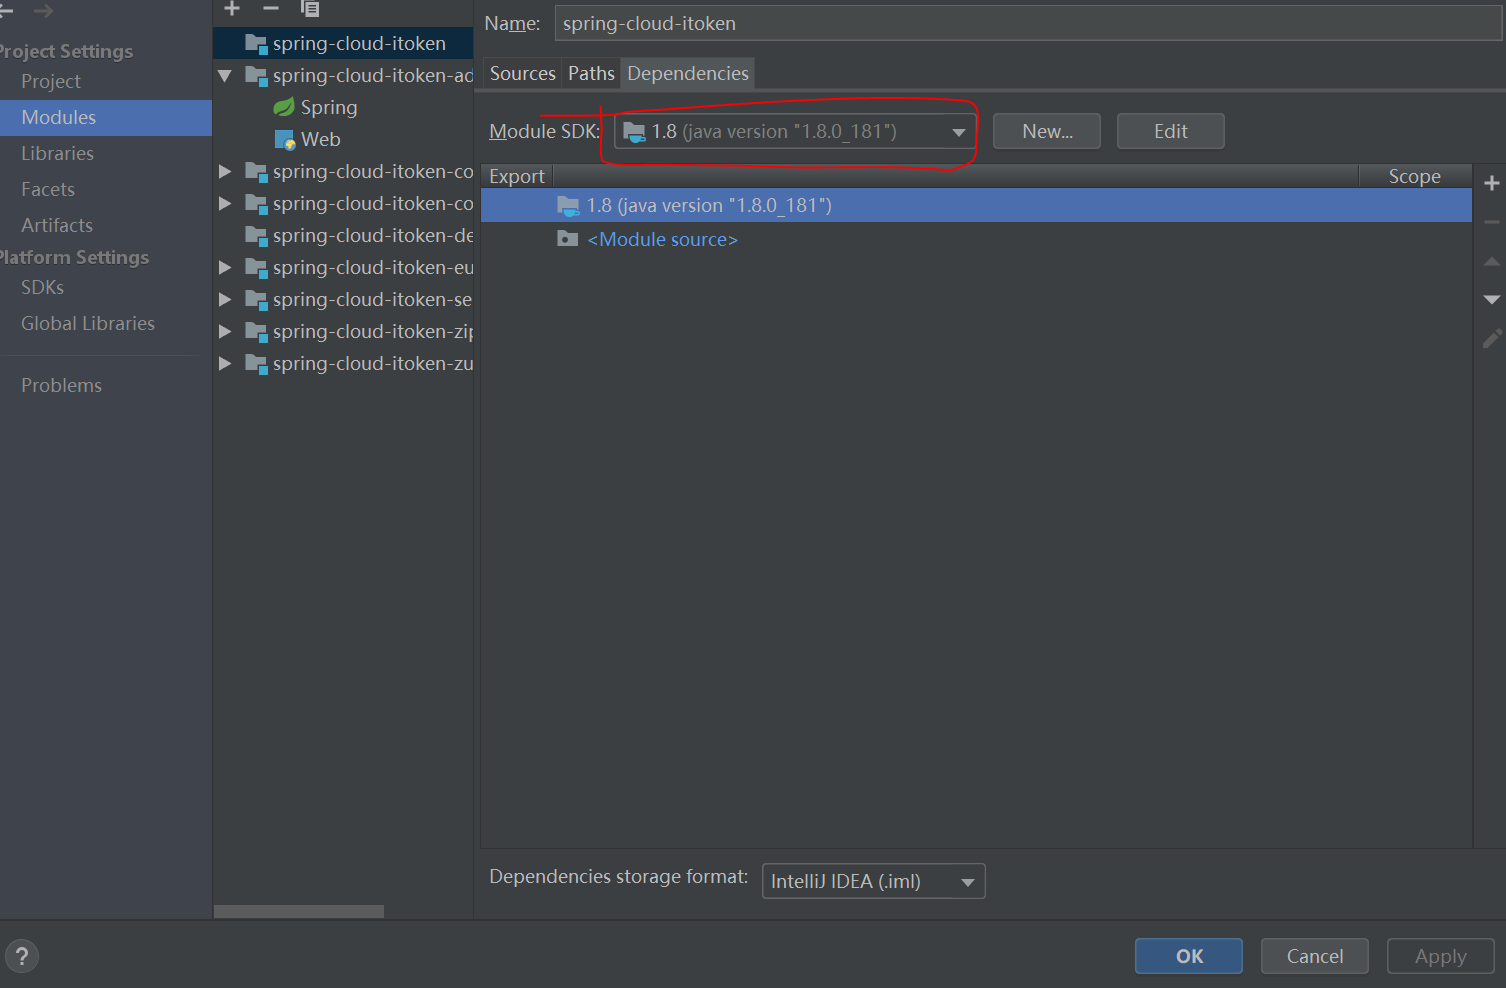 Name: spring-cloud-itoken
Project Settings
Project
Modules
Libraries
Facets
Artifacts
Platform Settings
SDKs
Global Libraries
Problems
spring-cloud-itoken
spring-cloud-itoken-ad
Spring
Web
spring-cloud-itoken-co
spring-cloud-itoken-co
spring-cloud-itoken-de
spring-cloud-itoken-eu
spring-cloud-itoken-se
spring-cloud-itoken-zip
spring-cloud-itoken-zu
Sources Paths Dependencies
Module SDK: 1.8 (java version "1.8.0_181") New... Edit
Export Scope
1.8 (java version "1.8.0_181")
<Module source>
Dependencies storage format: IntelliJ IDEA (.iml)
? OK Cancel Apply